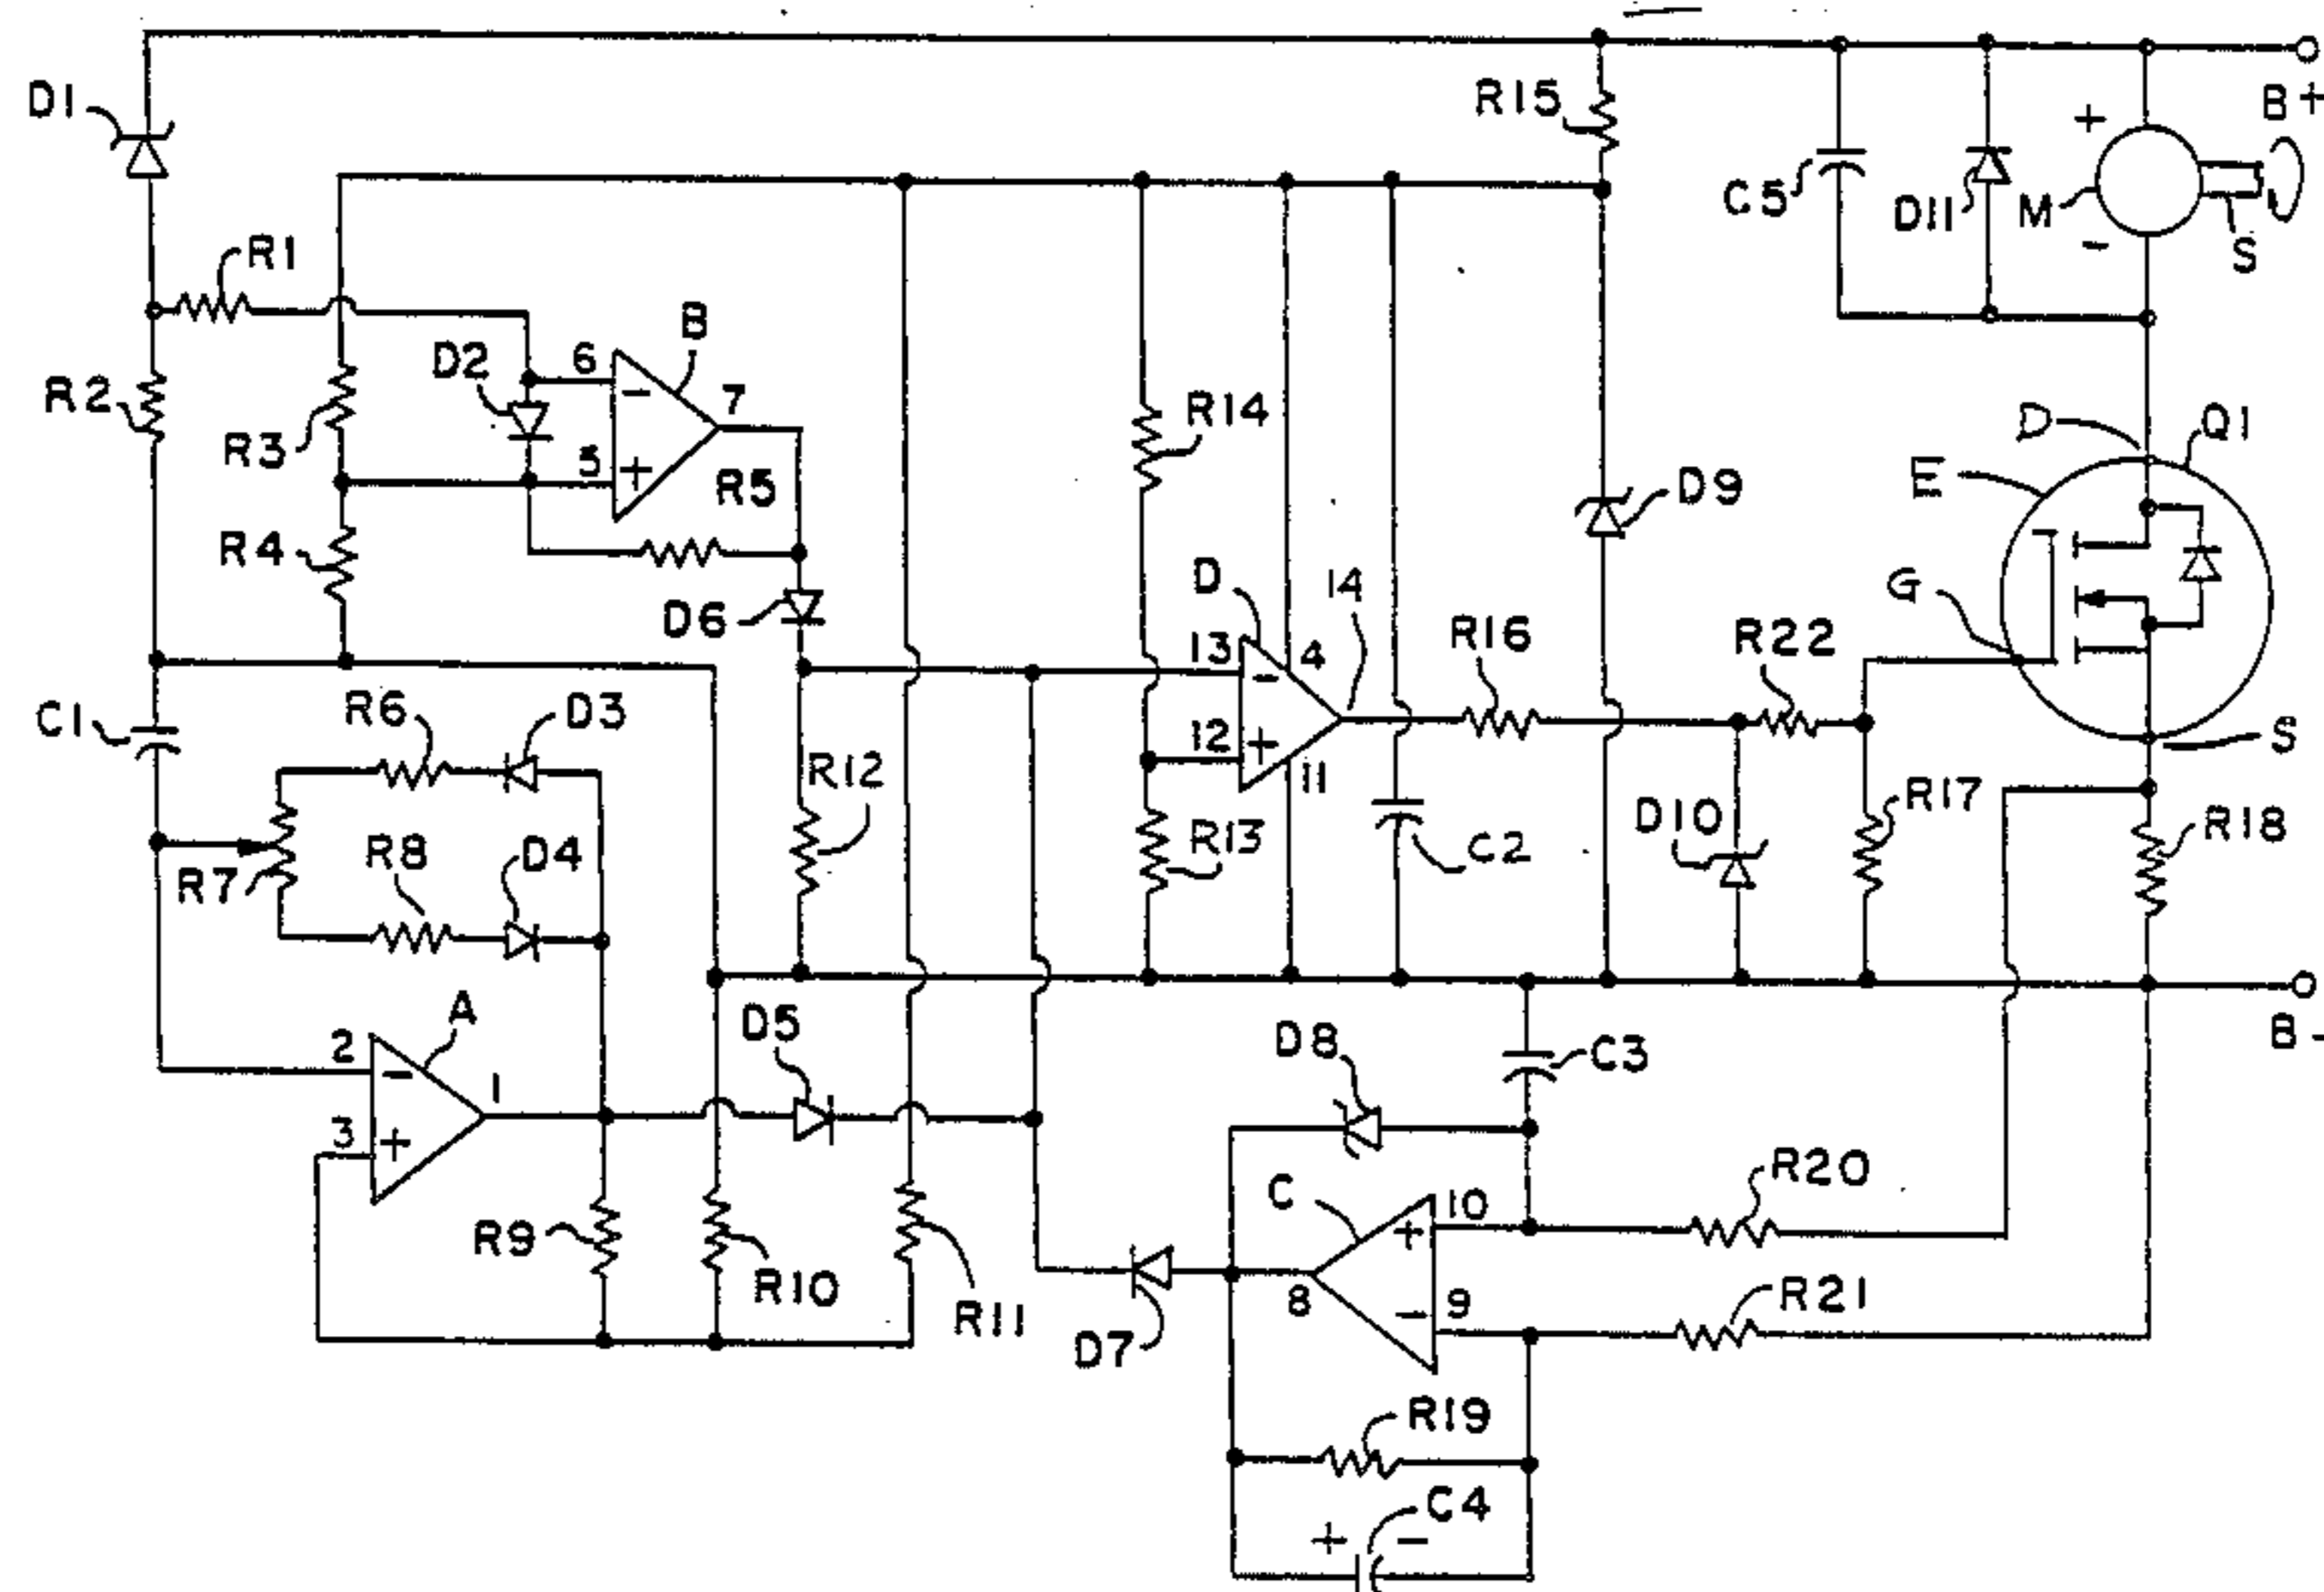 D1
R15
B+
+
C5
D11
M
S
-
R1
B
D2
6
-
7
R2
R3
5
+
R5
R14
D9
D
Q1
E
R4
D6
D
14
G
13
4
-
R16
R22
C1
R6
D3
12
+
11
R12
S
R7
R8
D4
R13
C2
D10
R17
R18
A
D5
2
-
1
3
+
D8
C3
B-
R9
R10
R11
C
10
+
R20
D7
8
9
-
R21
R19
C4
+
-